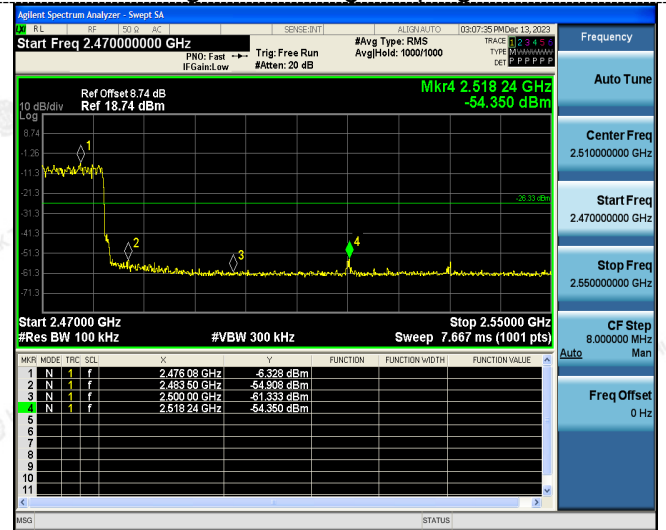 Agilent Spectrum Analyzer - Swept SA
LXI RL RF 50 Ω AC SENSE:INT ALIGNAUTO 03:07:35 PM Dec 13, 2023
Start Freq 2.470000000 GHz
PNO: Fast
IFGain:Low
Trig: Free Run
#Atten: 20 dB
#Avg Type: RMS
Avg|Hold: 1000/1000
TRACE 1 2 3 4 5 6
TYPE M
DET P P P P P P
Frequency
Auto Tune
Center Freq
2.510000000 GHz
Start Freq
2.470000000 GHz
Stop Freq
2.550000000 GHz
CF Step
8.000000 MHz
Auto Man
Freq Offset
0 Hz
Mkr4 2.518 24 GHz
-54.350 dBm
Ref Offset 8.74 dB
10 dB/div Ref 18.74 dBm
Log
8.74
-1.26
-11.3
-21.3
-31.3
-41.3
-51.3
-61.3
-71.3
-26.33 dBm
1
2
3
4
Start 2.47000 GHz Stop 2.55000 GHz
#Res BW 100 kHz #VBW 300 kHz Sweep 7.667 ms (1001 pts)
MKR MODE TRC SCL X Y FUNCTION FUNCTION WIDTH FUNCTION VALUE
1 N 1 f 2.476 08 GHz -6.328 dBm
2 N 1 f 2.483 50 GHz -54.908 dBm
3 N 1 f 2.500 00 GHz -61.333 dBm
4 N 1 f 2.518 24 GHz -54.350 dBm
5
6
7
8
9
10
11
MSG STATUS